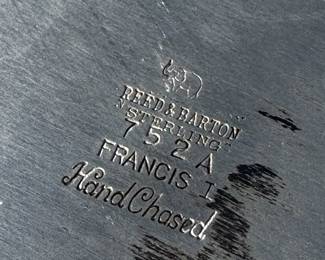 REED & BARTON
STERLING
752A
FRANCIS I
Hand Chased